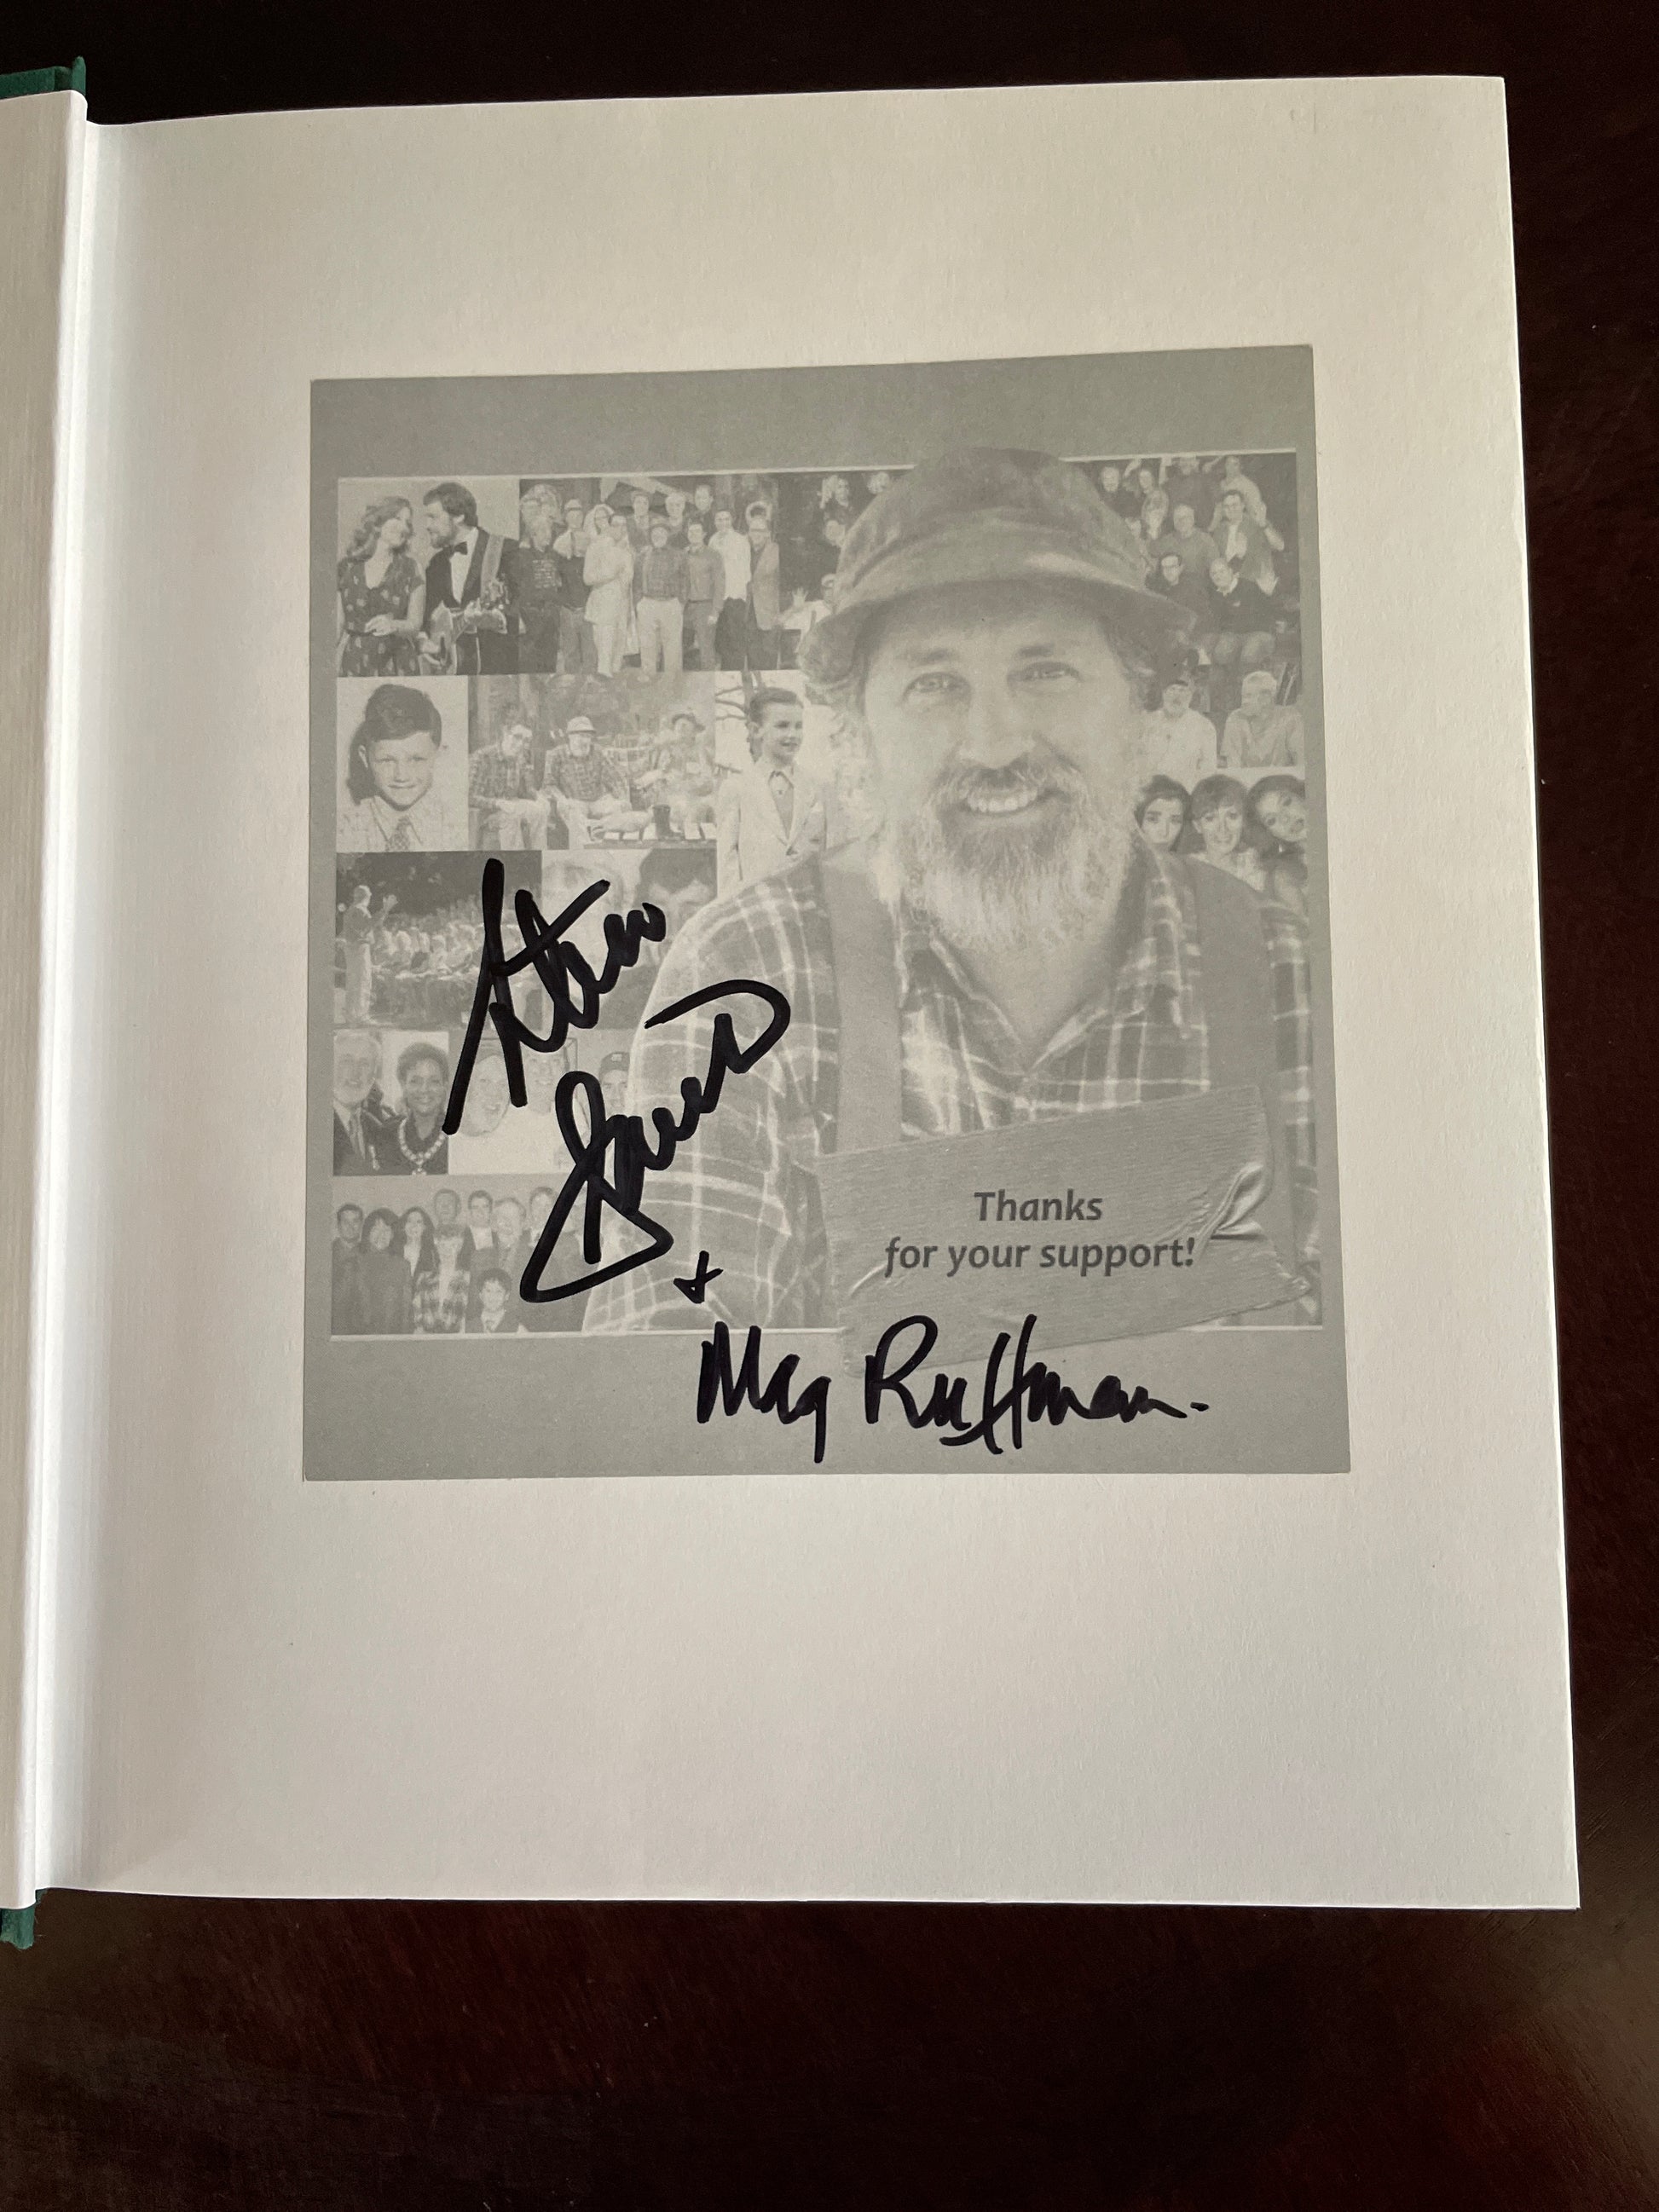 Steve
Smith
+
Meg Ruffman.
Thanks
for your support!